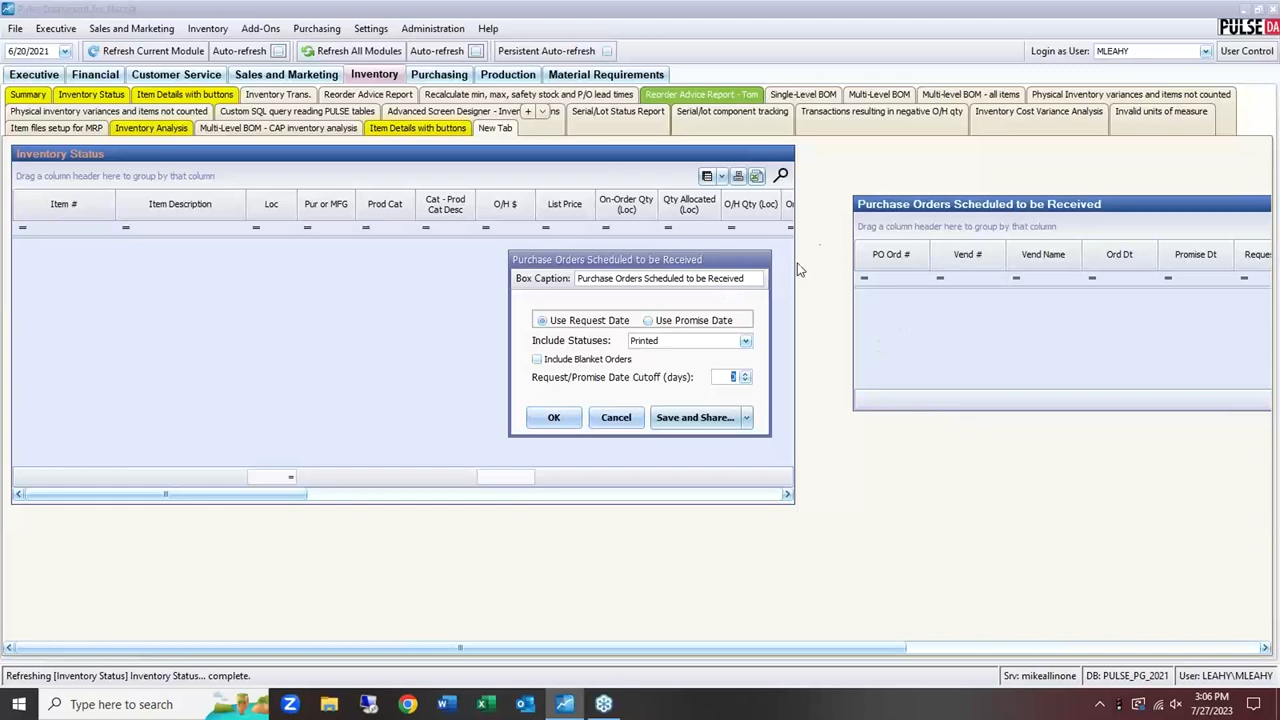 File Executive Sales and Marketing Inventory Add-Ons Purchasing Settings Administration Help
PULSE DA
6/20/2021 Refresh Current Module Auto-refresh Refresh All Modules Auto-refresh Persistent Auto-refresh Login as User: MLEAHY User Control
Executive Financial Customer Service Sales and Marketing Inventory Purchasing Production Material Requirements
Summary Inventory Status Item Details with buttons Inventory Trans. Reorder Advice Report Recalculate min, max, safety stock and P/O lead times Reorder Advice Report - Tom Single-Level BOM Multi-Level BOM Multi-level BOM - all items Physical Inventory variances and items not counted
Physical inventory variances and items not counted Custom SQL query reading PULSE tables Advanced Screen Designer - Inver + ns Serial/Lot Status Report Serial/lot component tracking Transactions resulting in negative O/H qty Inventory Cost Variance Analysis Invalid units of measure
Item files setup for MRP Inventory Analysis Multi-Level BOM - CAP inventory analysis Item Details with buttons New Tab
Inventory Status
Drag a column header here to group by that column
Item # Item Description Loc Pur or MFG Prod Cat Cat - Prod Cat Desc O/H $ List Price On-Order Qty (Loc) Qty Allocated (Loc) O/H Qty (Loc) Or
= = = = = = = = = = = =
=
Purchase Orders Scheduled to be Received
Box Caption: Purchase Orders Scheduled to be Received
Use Request Date Use Promise Date
Include Statuses: Printed
Include Blanket Orders
Request/Promise Date Cutoff (days): 0
OK Cancel Save and Share...
Purchase Orders Scheduled to be Received
Drag a column header here to group by that column
PO Ord # Vend # Vend Name Ord Dt Promise Dt Reque
= = = = = =
Refreshing [Inventory Status] Inventory Status... complete. Srv: mikeallinone DB: PULSE_PG_2021 User: LEAHY\MLEAHY
Type here to search
3:06 PM
7/27/2023